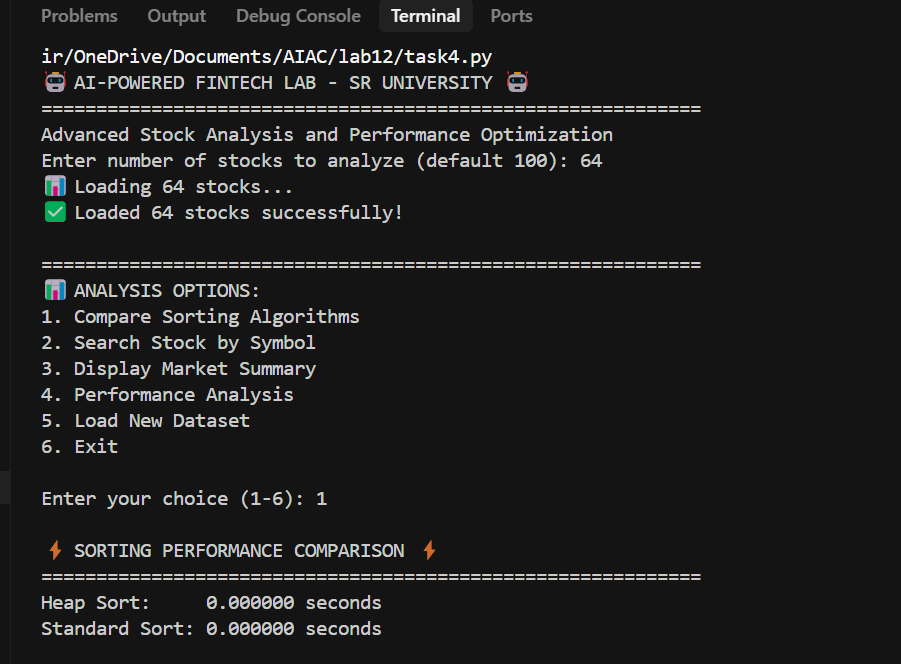 Problems Output Debug Console Terminal Ports
ir/OneDrive/Documents/AIAC/lab12/task4.py
🤖 AI-POWERED FINTECH LAB - SR UNIVERSITY 🤖
============================================================
Advanced Stock Analysis and Performance Optimization
Enter number of stocks to analyze (default 100): 64
📊 Loading 64 stocks...
✅ Loaded 64 stocks successfully!
============================================================
📊 ANALYSIS OPTIONS:
1. Compare Sorting Algorithms
2. Search Stock by Symbol
3. Display Market Summary
4. Performance Analysis
5. Load New Dataset
6. Exit
Enter your choice (1-6): 1
⚡ SORTING PERFORMANCE COMPARISON ⚡
============================================================
Heap Sort:     0.000000 seconds
Standard Sort: 0.000000 seconds